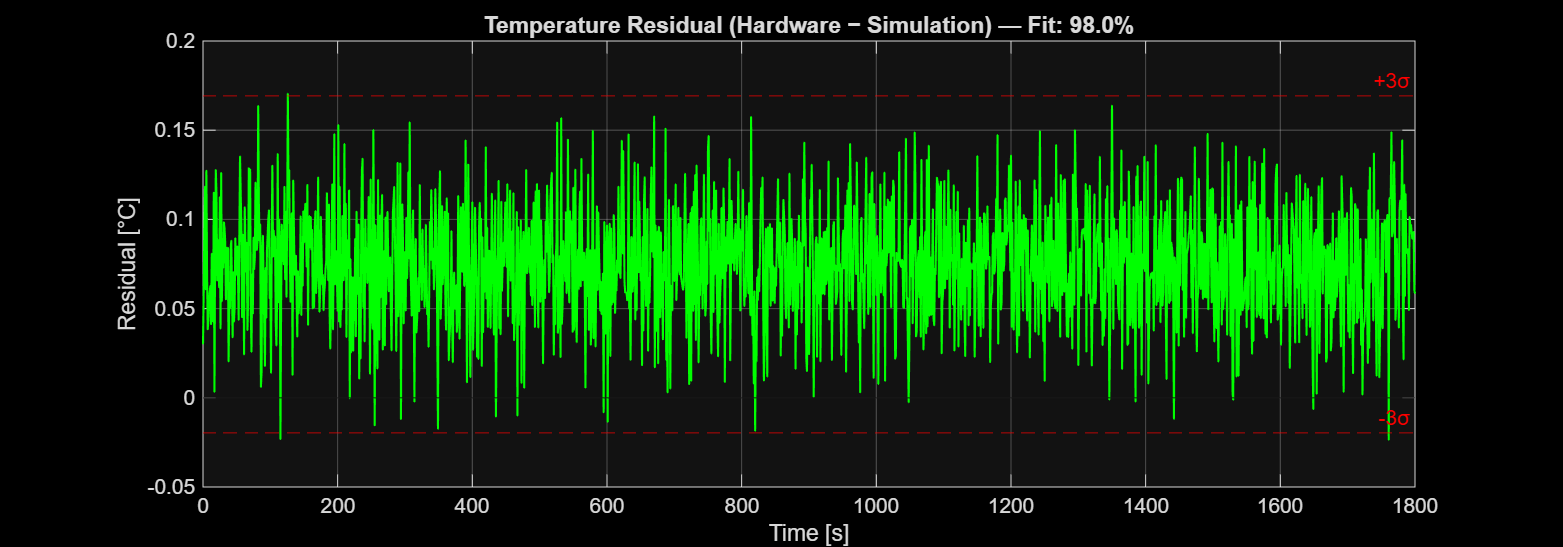 Temperature Residual (Hardware − Simulation) — Fit: 98.0%
0.2
+3σ
0.15
0.1
Residual [°C]
0.05
0
-3σ
-0.05
0 200 400 600 800 1000 1200 1400 1600 1800
Time [s]